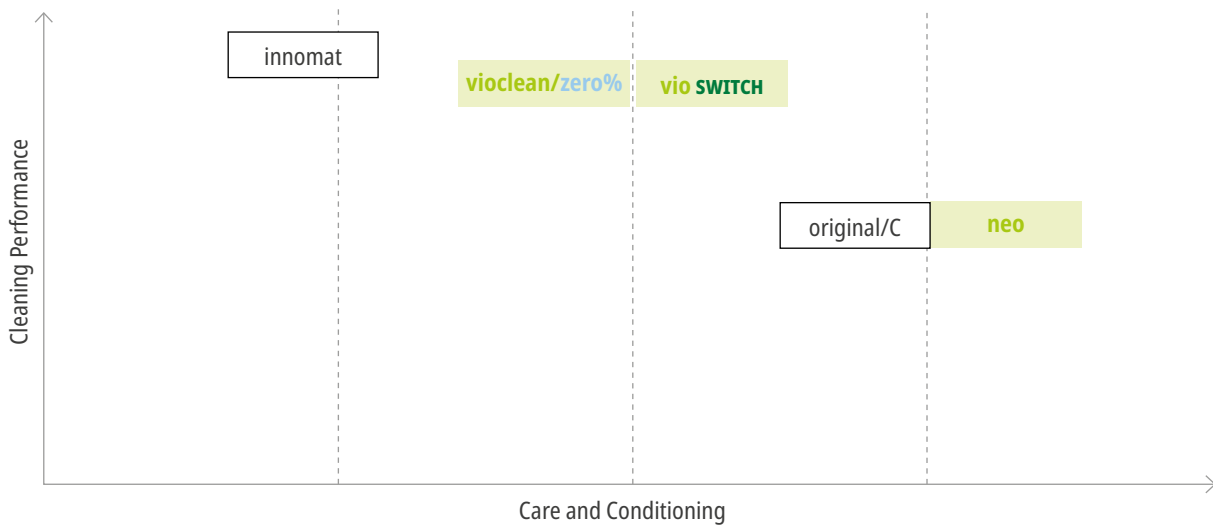 innomat
vioclean/zero%
vio SWITCH
original/C
neo
Cleaning Performance
Care and Conditioning